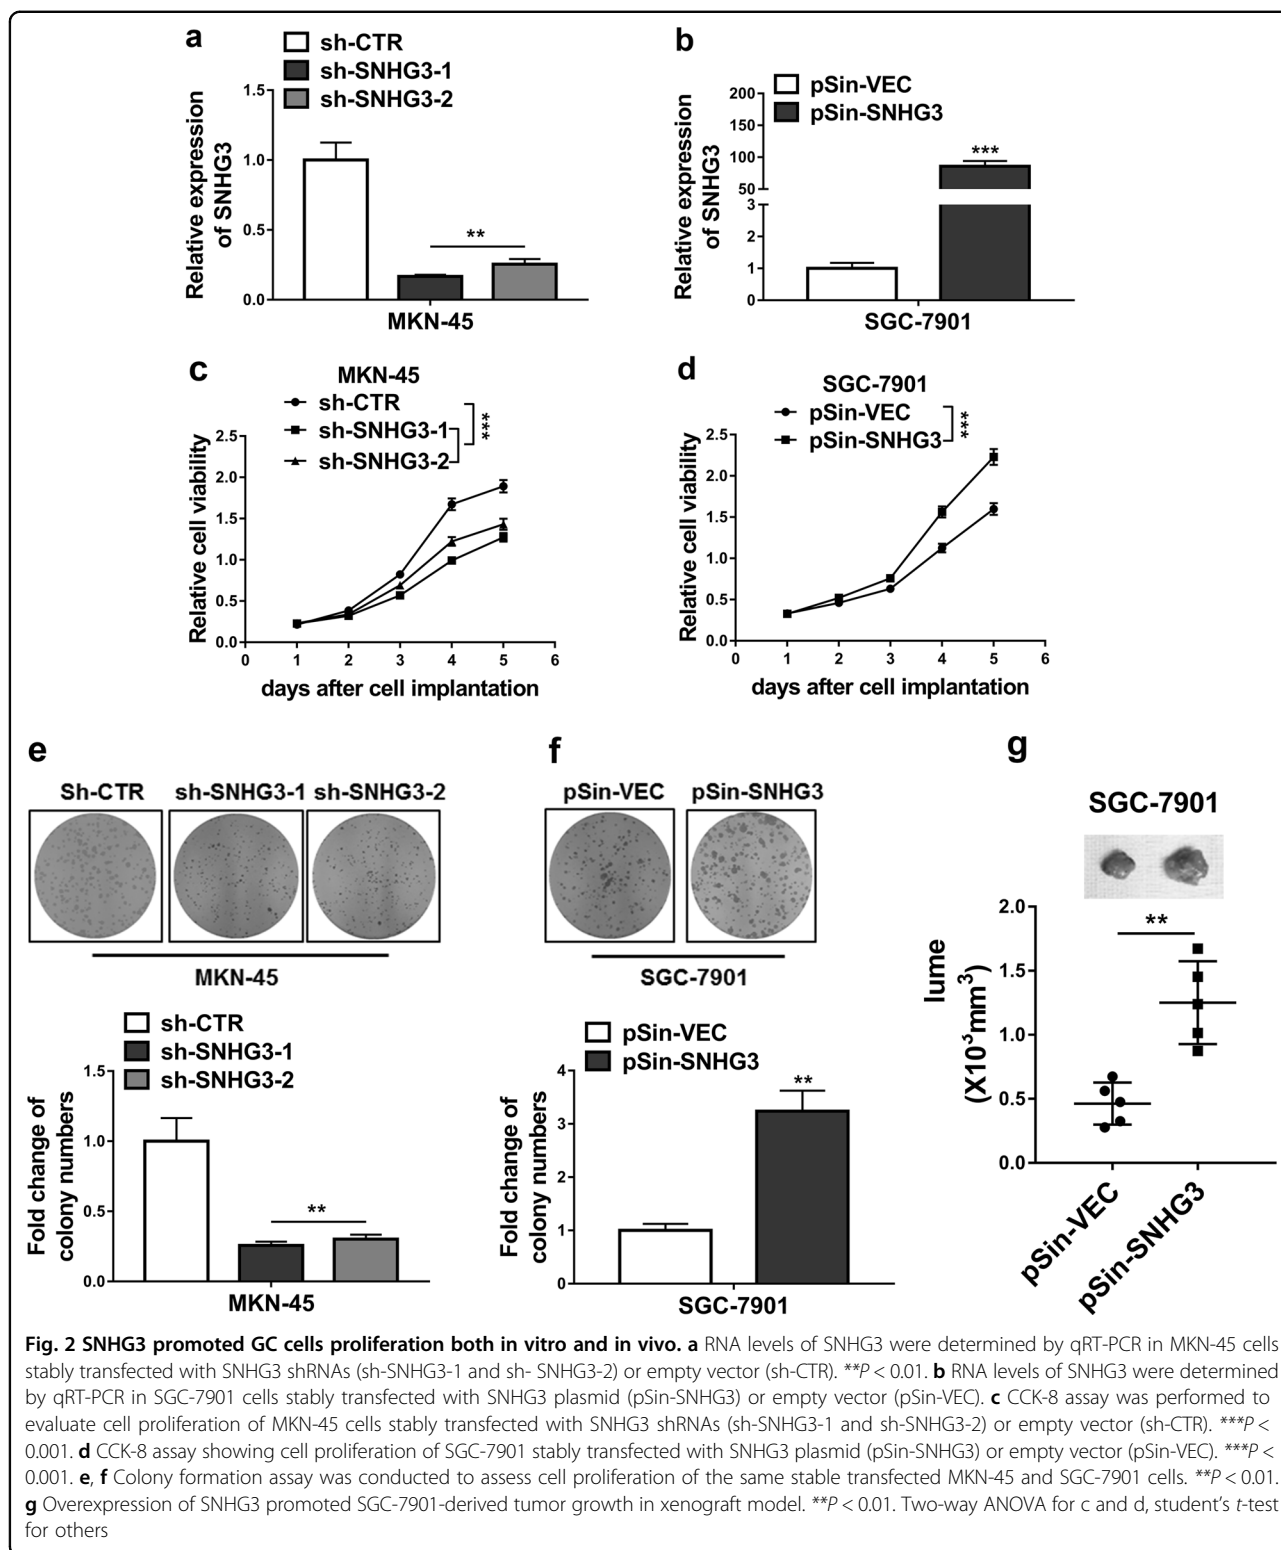 a
sh-CTR
sh-SNHG3-1
sh-SNHG3-2
Relative expression
of SNHG3
1.5
1.0
0.5
0.0
**
MKN-45
b
pSin-VEC
pSin-SNHG3
Relative expression
of SNHG3
200
150
100
50
3
2
1
0
***
SGC-7901
c
MKN-45
sh-CTR
sh-SNHG3-1
sh-SNHG3-2
***
Relative cell viability
2.5
2.0
1.5
1.0
0.5
0.0
0 1 2 3 4 5 6
days after cell implantation
d
SGC-7901
pSin-VEC
pSin-SNHG3
***
Relative cell viability
2.5
2.0
1.5
1.0
0.5
0.0
0 1 2 3 4 5 6
days after cell implantation
e
Sh-CTR sh-SNHG3-1 sh-SNHG3-2
MKN-45
sh-CTR
sh-SNHG3-1
sh-SNHG3-2
Fold change of
colony numbers
1.5
1.0
0.5
0.0
**
MKN-45
f
pSin-VEC pSin-SNHG3
SGC-7901
pSin-VEC
pSin-SNHG3
Fold change of
colony numbers
4
3
2
1
0
**
SGC-7901
g
SGC-7901
lume
(X10³mm³)
2.0
1.5
1.0
0.5
0.0
**
pSin-VEC
pSin-SNHG3
Fig. 2 SNHG3 promoted GC cells proliferation both in vitro and in vivo. a RNA levels of SNHG3 were determined by qRT-PCR in MKN-45 cells
stably transfected with SNHG3 shRNAs (sh-SNHG3-1 and sh- SNHG3-2) or empty vector (sh-CTR). **P < 0.01. b RNA levels of SNHG3 were determined
by qRT-PCR in SGC-7901 cells stably transfected with SNHG3 plasmid (pSin-SNHG3) or empty vector (pSin-VEC). c CCK-8 assay was performed to
evaluate cell proliferation of MKN-45 cells stably transfected with SNHG3 shRNAs (sh-SNHG3-1 and sh-SNHG3-2) or empty vector (sh-CTR). ***P <
0.001. d CCK-8 assay showing cell proliferation of SGC-7901 stably transfected with SNHG3 plasmid (pSin-SNHG3) or empty vector (pSin-VEC). ***P <
0.001. e, f Colony formation assay was conducted to assess cell proliferation of the same stable transfected MKN-45 and SGC-7901 cells. **P < 0.01.
g Overexpression of SNHG3 promoted SGC-7901-derived tumor growth in xenograft model. **P < 0.01. Two-way ANOVA for c and d, student's t-test
for others